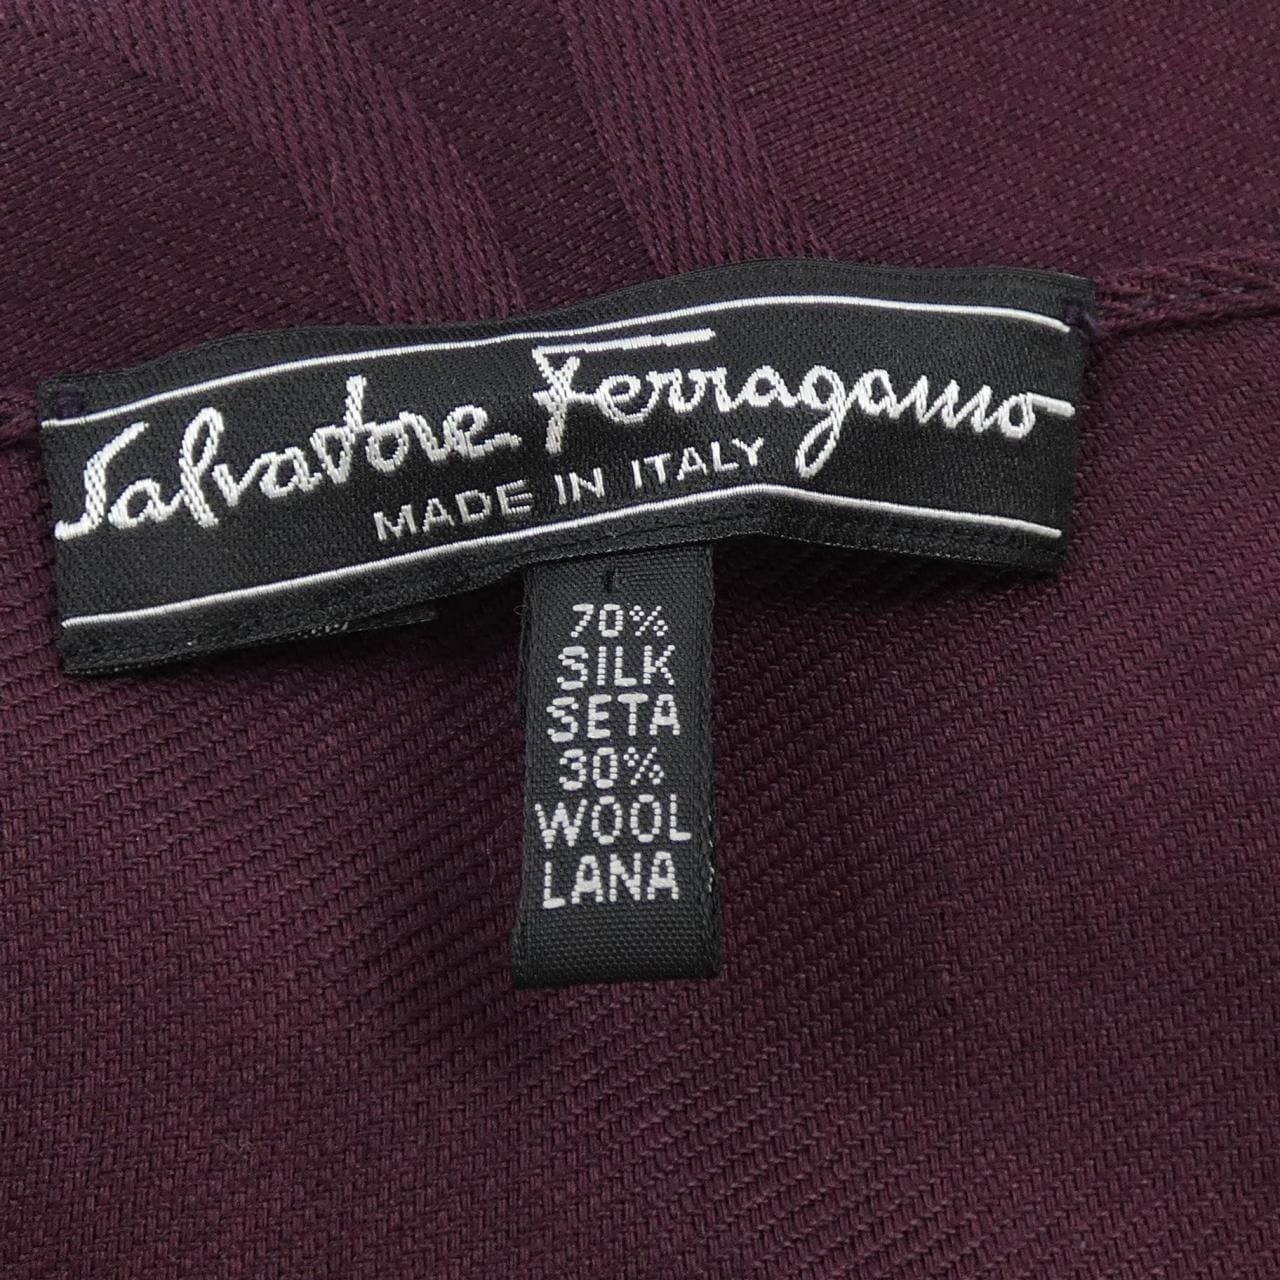 Salvatore Ferragamo
MADE IN ITALY
70%
SILK
SETA
30%
WOOL
LANA